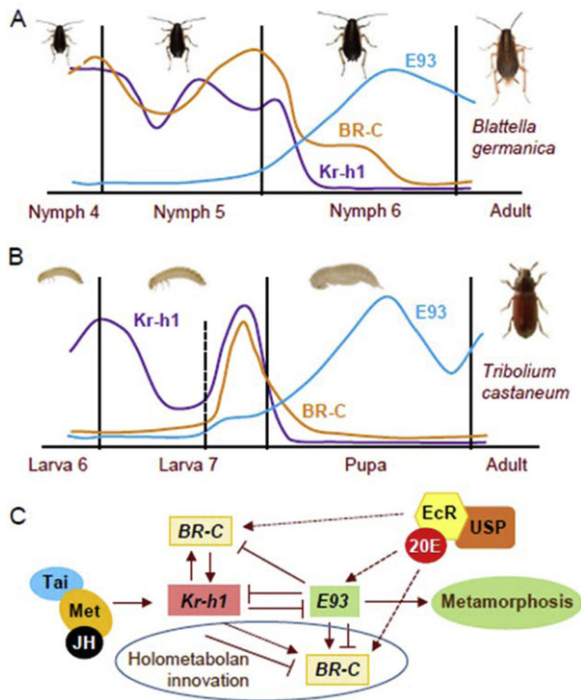 A
E93
BR-C
Kr-h1
Blattella
germanica
Nymph 4
Nymph 5
Nymph 6
Adult
B
Kr-h1
E93
BR-C
Tribolium
castaneum
Larva 6
Larva 7
Pupa
Adult
C
BR-C
EcR
USP
20E
Tai
Met
JH
Kr-h1
E93
Metamorphosis
Holometabolan
innovation
BR-C